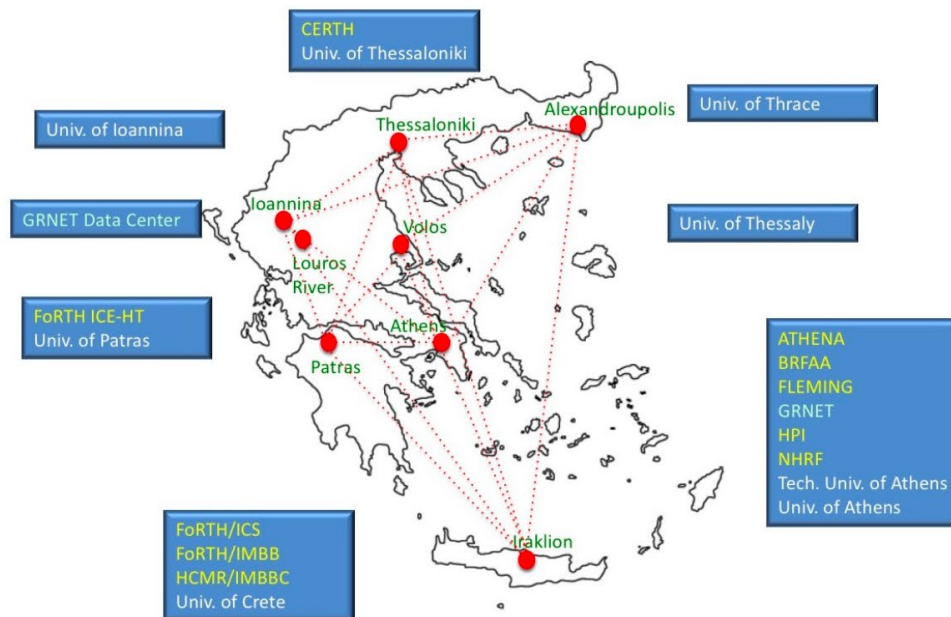 CERTH
Univ. of Thessaloniki
Alexandroupolis
Univ. of Thrace
Thessaloniki
Univ. of Ioannina
Ioannina
GRNET Data Center
Volos
Univ. of Thessaly
Louros
River
FoRTH ICE-HT
Univ. of Patras
Athens
Patras
ATHENA
BRFAA
FLEMING
GRNET
HPI
NHRF
Tech. Univ. of Athens
Univ. of Athens
FoRTH/ICS
FoRTH/IMBB
HCMR/IMBBC
Univ. of Crete
Iraklion